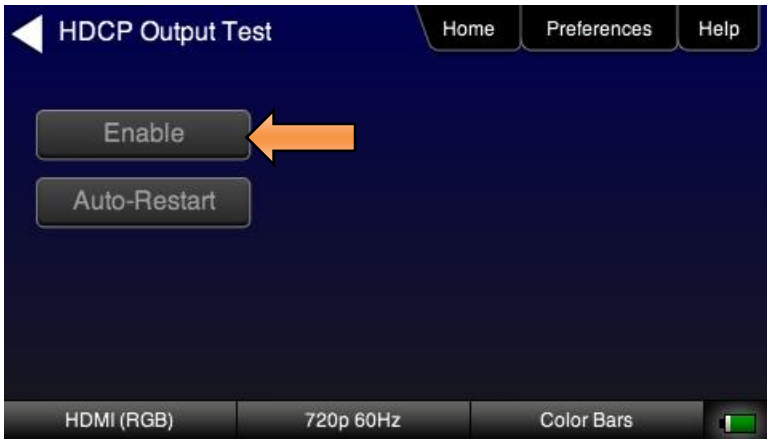 HDCP Output Test
Home
Preferences
Help
Enable
Auto-Restart
HDMI (RGB)
720p 60Hz
Color Bars